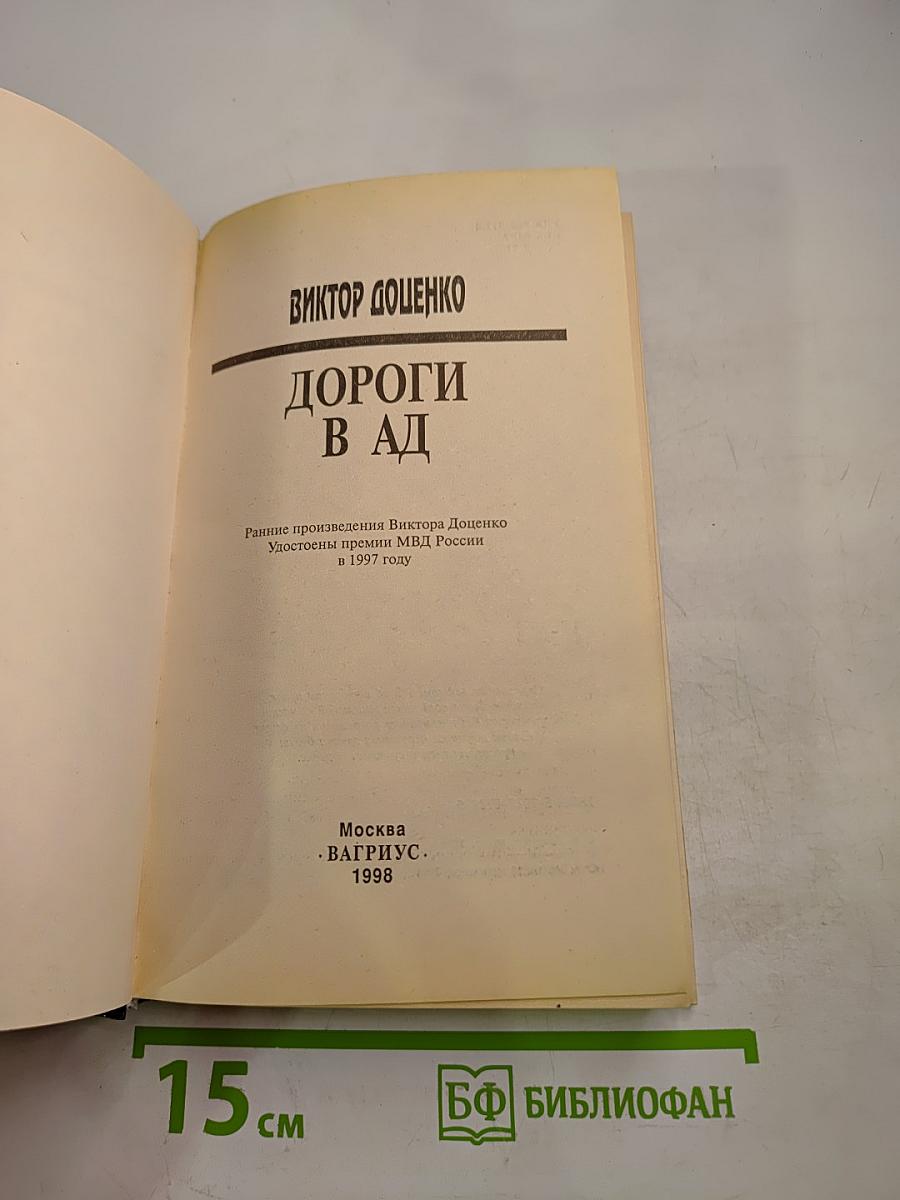 ВИКТОР ДОЦЕНКО
ДОРОГИ
В АД
Ранние произведения Виктора Доценко
Удостоены премии МВД России
в 1997 году
Москва
· ВАГРИУС ·
1998
15 см
БФ БИБЛИОФАН